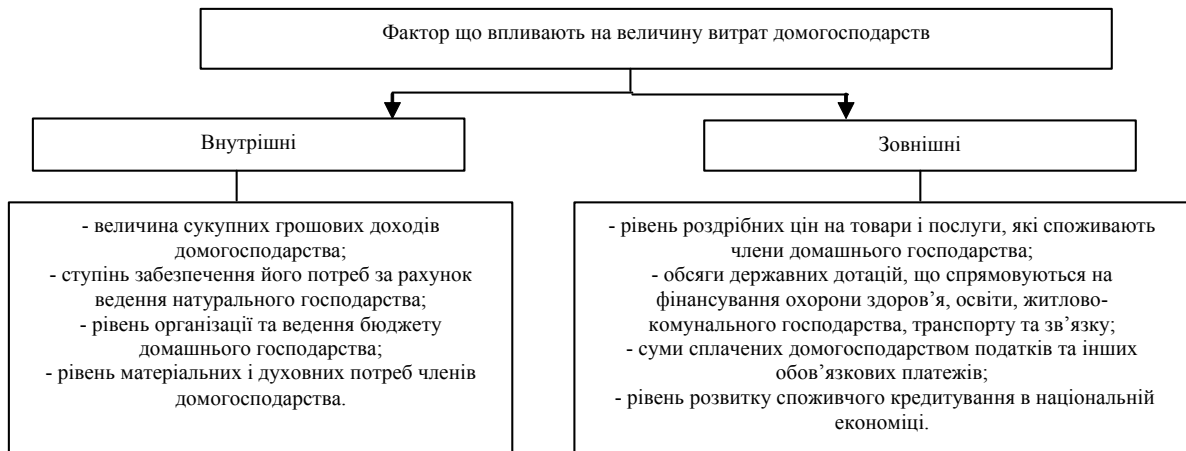 Фактор що впливають на величину витрат домогосподарств
Внутрішні
Зовнішні
- величина сукупних грошових доходів
домогосподарства;
- ступінь забезпечення його потреб за рахунок
ведення натурального господарства;
- рівень організації та ведення бюджету
домашнього господарства;
- рівень матеріальних і духовних потреб членів
домогосподарства.
- рівень роздрібних цін на товари і послуги, які споживають
члени домашнього господарства;
- обсяги державних дотацій, що спрямовуються на
фінансування охорони здоров’я, освіти, житлово-
комунального господарства, транспорту та зв’язку;
- суми сплачених домогосподарством податків та інших
обов’язкових платежів;
- рівень розвитку споживчого кредитування в національній
економіці.